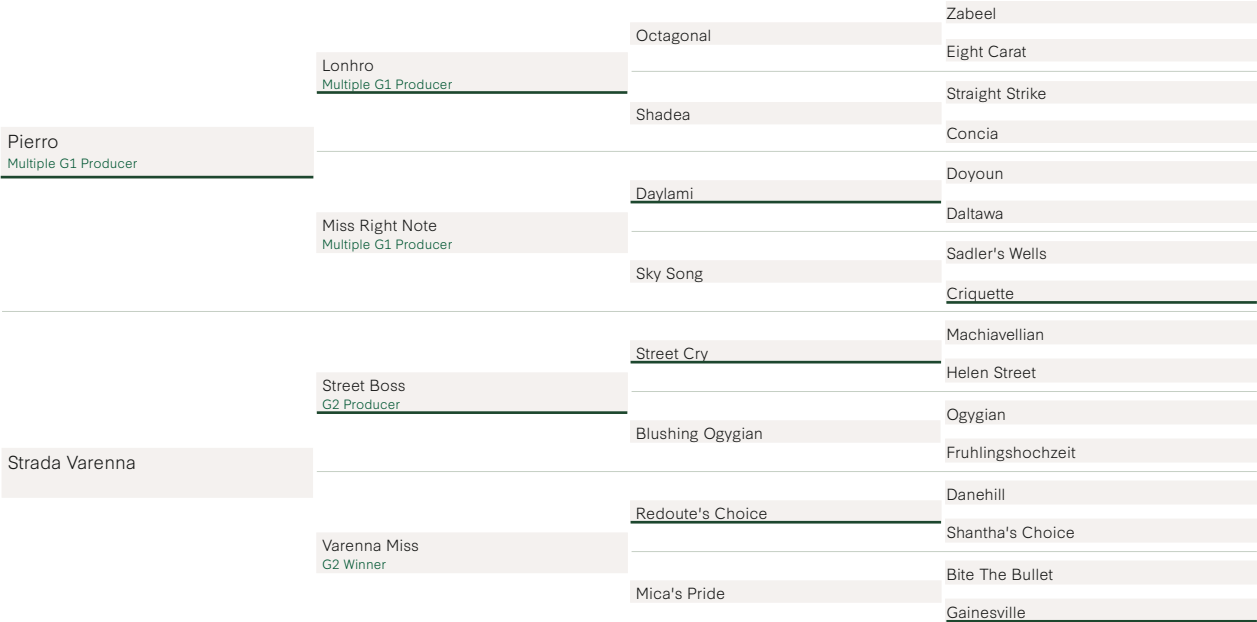 Zabeel
Octagonal
Eight Carat
Lonhro
Multiple G1 Producer
Straight Strike
Shadea
Concia
Pierro
Multiple G1 Producer
Doyoun
Daylami
Daltawa
Miss Right Note
Multiple G1 Producer
Sadler's Wells
Sky Song
Criquette
Machiavellian
Street Cry
Helen Street
Street Boss
G2 Producer
Ogygian
Blushing Ogygian
Fruhlingshochzeit
Strada Varenna
Danehill
Redoute's Choice
Shantha's Choice
Varenna Miss
G2 Winner
Bite The Bullet
Mica's Pride
Gainesville